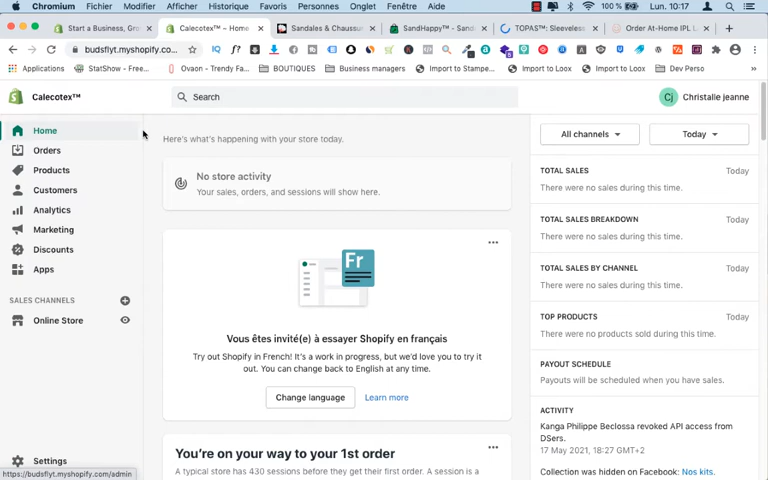 Chromium Fichier Modifier Afficher Historique Favoris Personnes Onglet Fenêtre Aide 100 % Lun. 10:17
Start a Business, Gro
Calecotex™ – Home
Sandales & Chaussur
SandHappy™ - Sand
TOPAS™: Sleeveless
Order At-Home IPL L
budsflyt.myshopify.co...
Applications StatShow - Free... Ovaon - Trendy Fa... BOUTIQUES Business managers Import to Stampe... Import to Loox Import to Loox Dev Perso
Calecotex™
Search
Cj Christalle jeanne
Home
Orders
Products
Customers
Analytics
Marketing
Discounts
Apps
SALES CHANNELS
Online Store
Settings
https://budsflyt.myshopify.com/admin
Here's what's happening with your store today.
No store activity
Your sales, orders, and sessions will show here.
Fr
Vous êtes invité(e) à essayer Shopify en français
Try out Shopify in French! It's a work in progress, but we'd love you to try it
out. You can change back to English at any time.
Change language Learn more
You're on your way to your 1st order
A typical store has 430 sessions before they get their first order. A session is a
All channels Today
TOTAL SALES Today
There were no sales during this time.
TOTAL SALES BREAKDOWN Today
There were no sales during this time.
TOTAL SALES BY CHANNEL Today
There were no sales during this time.
TOP PRODUCTS Today
There were no products sold during this time.
PAYOUT SCHEDULE
Payouts will be scheduled when you have sales.
ACTIVITY
Kanga Philippe Beclossa revoked API access from
DSers.
17 May 2021, 18:27 GMT+2
Collection was hidden on Facebook: Nos kits.